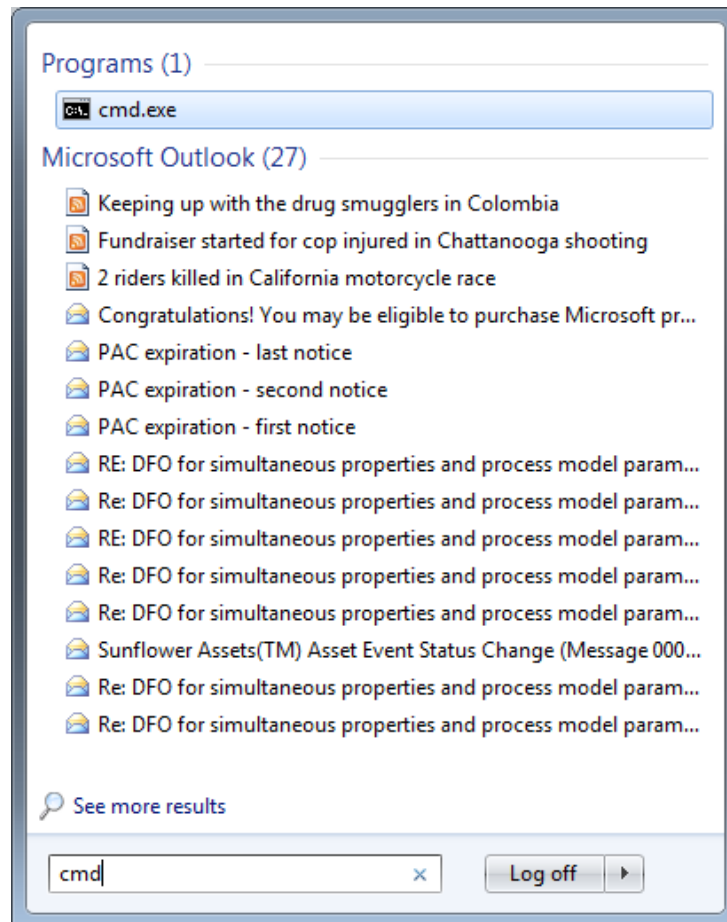 Programs (1)
cmd.exe
Microsoft Outlook (27)
Keeping up with the drug smugglers in Colombia
Fundraiser started for cop injured in Chattanooga shooting
2 riders killed in California motorcycle race
Congratulations! You may be eligible to purchase Microsoft pr...
PAC expiration - last notice
PAC expiration - second notice
PAC expiration - first notice
RE: DFO for simultaneous properties and process model param...
Re: DFO for simultaneous properties and process model param...
RE: DFO for simultaneous properties and process model param...
Re: DFO for simultaneous properties and process model param...
Re: DFO for simultaneous properties and process model param...
Sunflower Assets(TM) Asset Event Status Change (Message 000...
Re: DFO for simultaneous properties and process model param...
Re: DFO for simultaneous properties and process model param...
See more results
cmd Log off